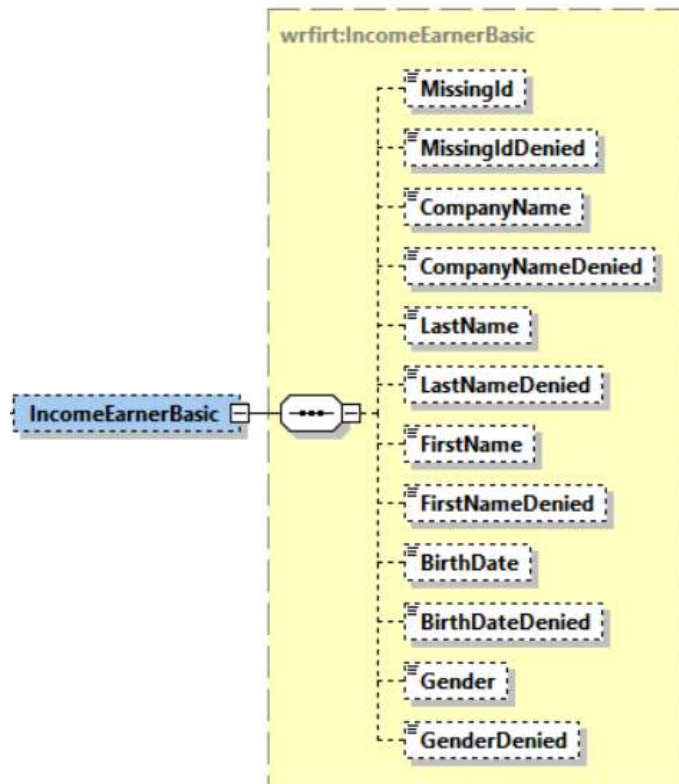 wrfirt:IncomeEarnerBasic
MissingId
MissingIdDenied
CompanyName
CompanyNameDenied
LastName
LastNameDenied
IncomeEarnerBasic
FirstName
FirstNameDenied
BirthDate
BirthDateDenied
Gender
GenderDenied